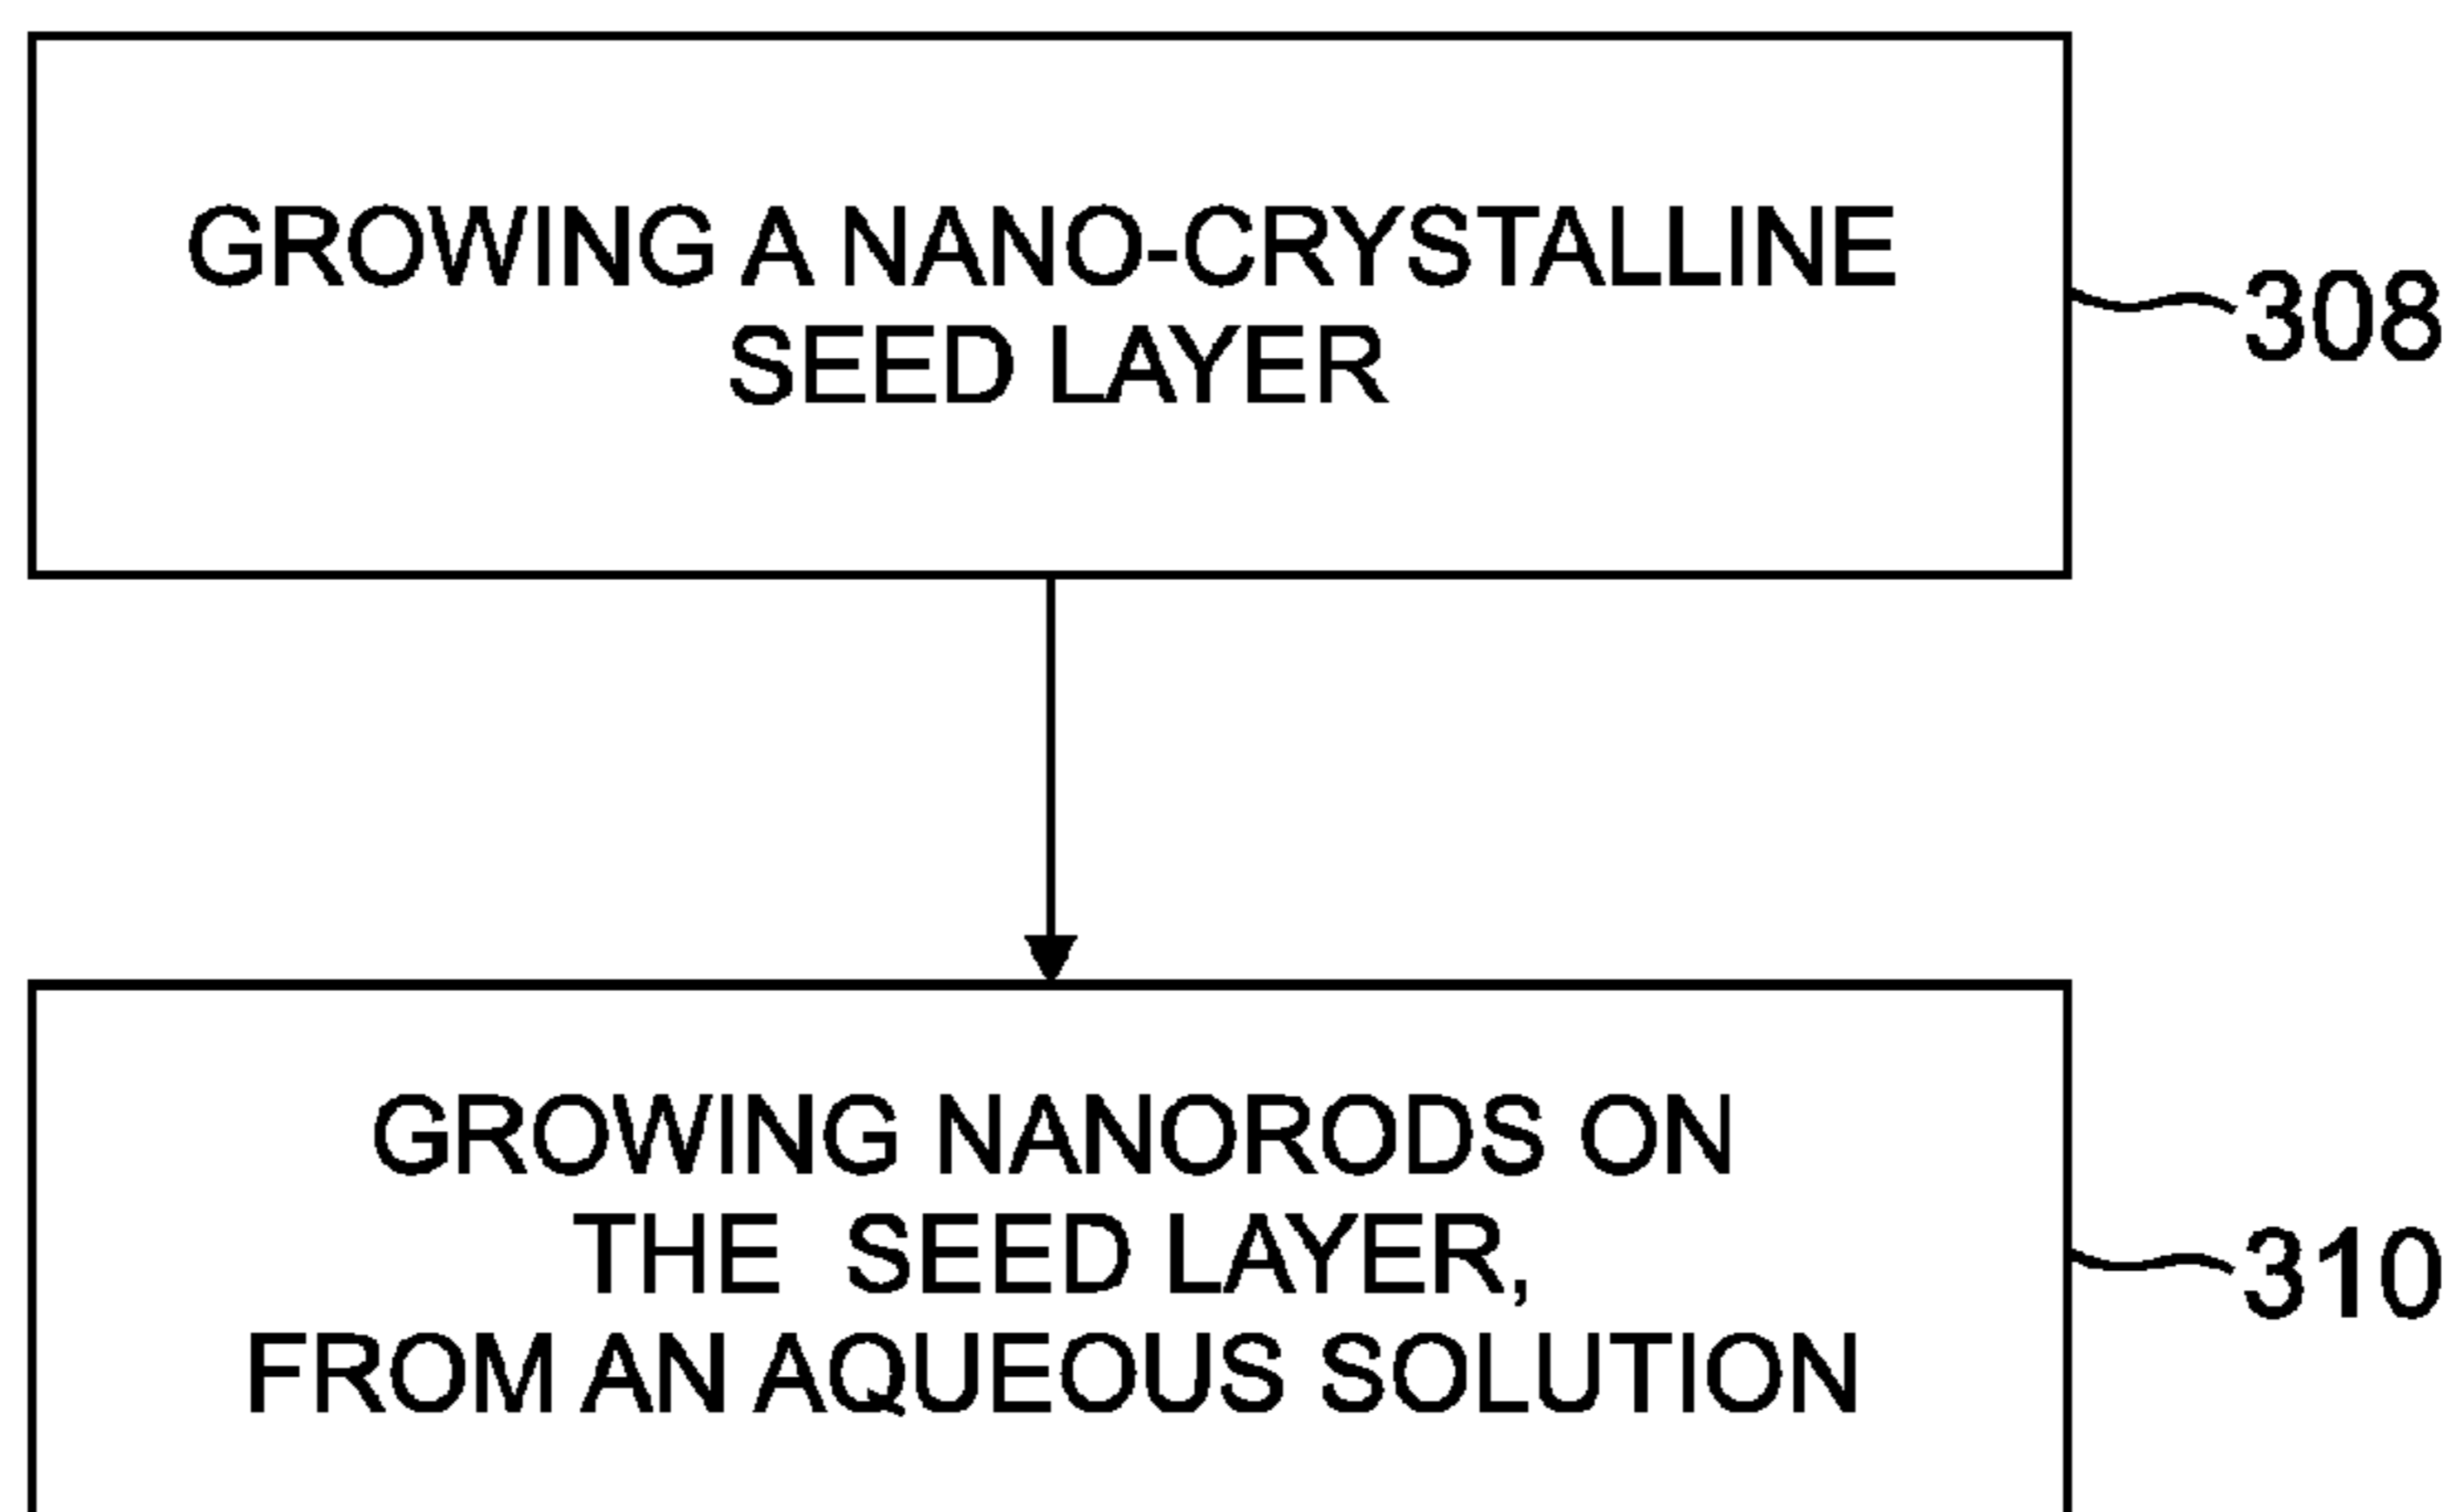 GROWING A NANO-CRYSTALLINE
SEED LAYER
308
GROWING NANORODS ON
THE SEED LAYER,
FROM AN AQUEOUS SOLUTION
310